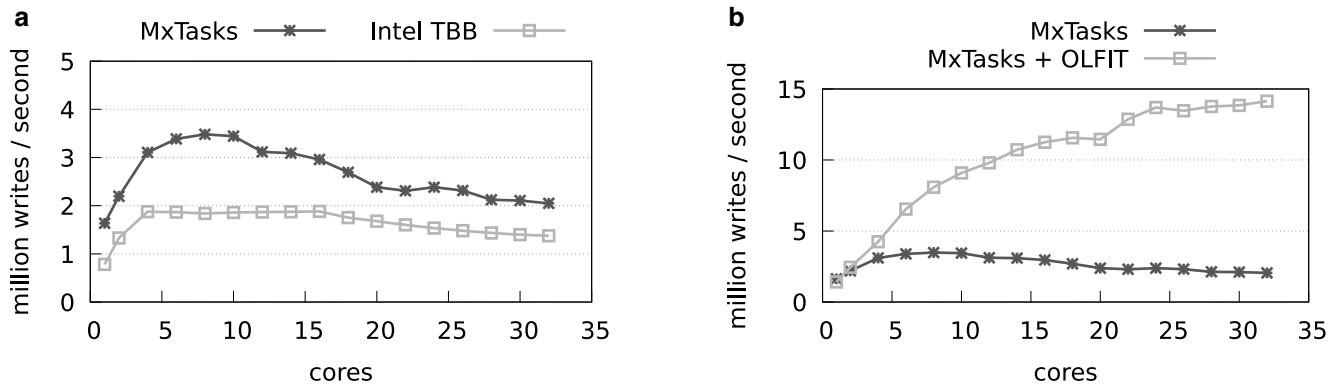 a
MxTasks
Intel TBB
million writes / second
5
4
3
2
1
0
0 5 10 15 20 25 30 35
cores
b
MxTasks
MxTasks + OLFIT
million writes / second
15
10
5
0
0 5 10 15 20 25 30 35
cores